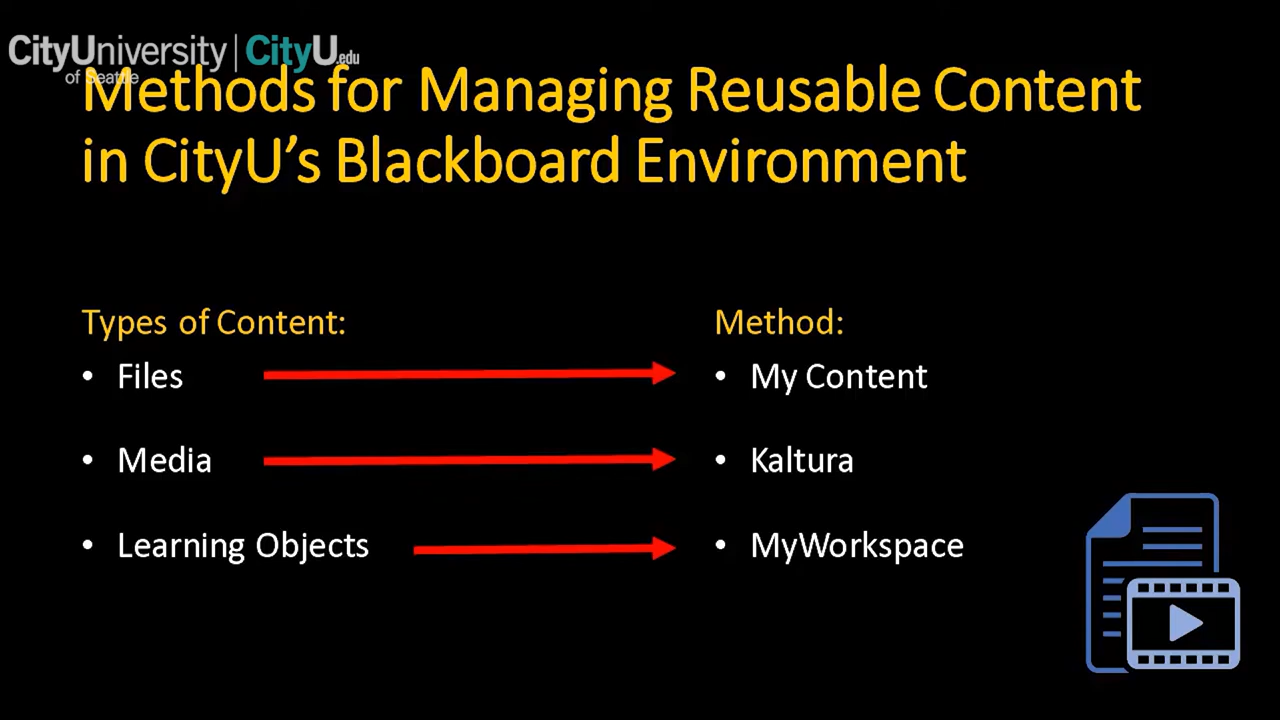 CityUniversity | CityU.edu
of Seattle
Methods for Managing Reusable Content
in CityU’s Blackboard Environment
Types of Content:
• Files
• Media
• Learning Objects
Method:
• My Content
• Kaltura
• MyWorkspace